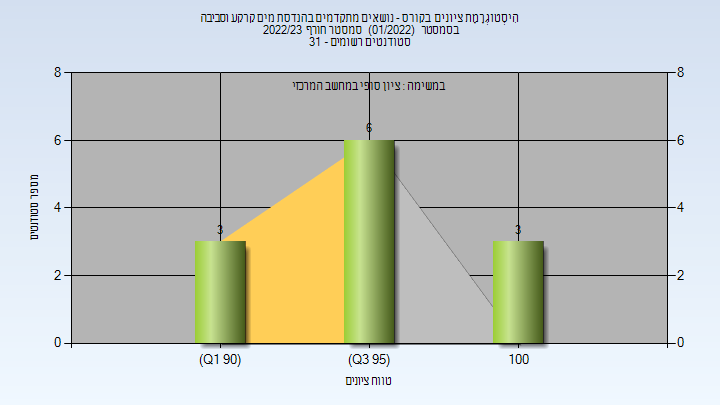 היסטוגרמת ציונים בקורס - נושאים מתקדמים בהנדסת מים קרקע וסביבה
בסמסטר (01/2022) סמסטר חורף 2022/23
סטודנטים רשומים - 31
במשימה : ציון סופי במחשב המרכזי
8
8
6
6
4
4
2
2
0
0
3
6
3
מספר סטודנטים
(Q1 90)
(Q3 95)
100
טווח ציונים